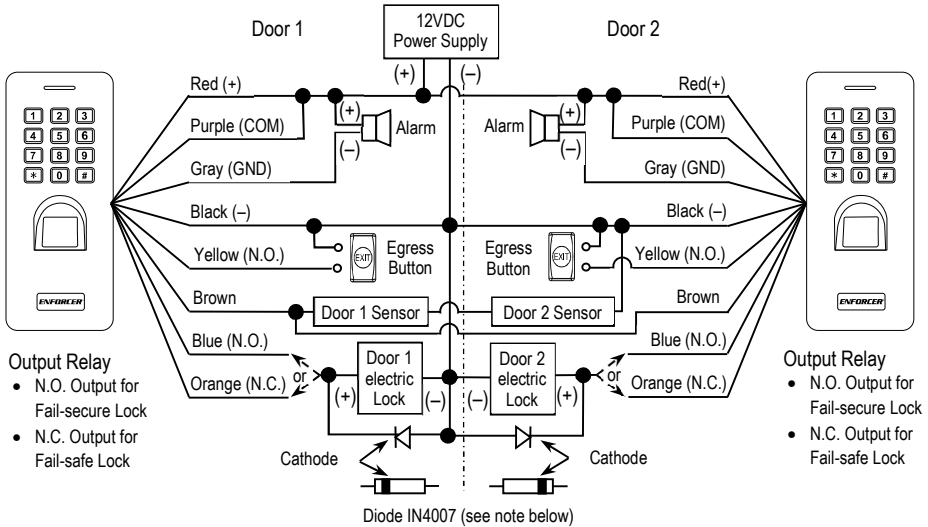 Door 1
12VDC
Power Supply
Door 2
(+)
(–)
Red (+)
Red(+)
Purple (COM)
(+)
Alarm
(–)
Alarm
(+)
(–)
Purple (COM)
Gray (GND)
Gray (GND)
Black (–)
Black (–)
Yellow (N.O.)
EXIT
Egress
Button
Egress
Button
EXIT
Yellow (N.O.)
Brown
Door 1 Sensor
Door 2 Sensor
Brown
Blue (N.O.)
Blue (N.O.)
or
Door 1
electric
Lock
(+)
(–)
Door 2
electric
Lock
(–)
(+)
or
Orange (N.C.)
Orange (N.C.)
1 2 3
4 5 6
7 8 9
* 0 #
ENFORCER
1 2 3
4 5 6
7 8 9
* 0 #
ENFORCER
Output Relay
• N.O. Output for
Fail-secure Lock
• N.C. Output for
Fail-safe Lock
Output Relay
• N.O. Output for
Fail-secure Lock
• N.C. Output for
Fail-safe Lock
Cathode
Cathode
Diode IN4007 (see note below)